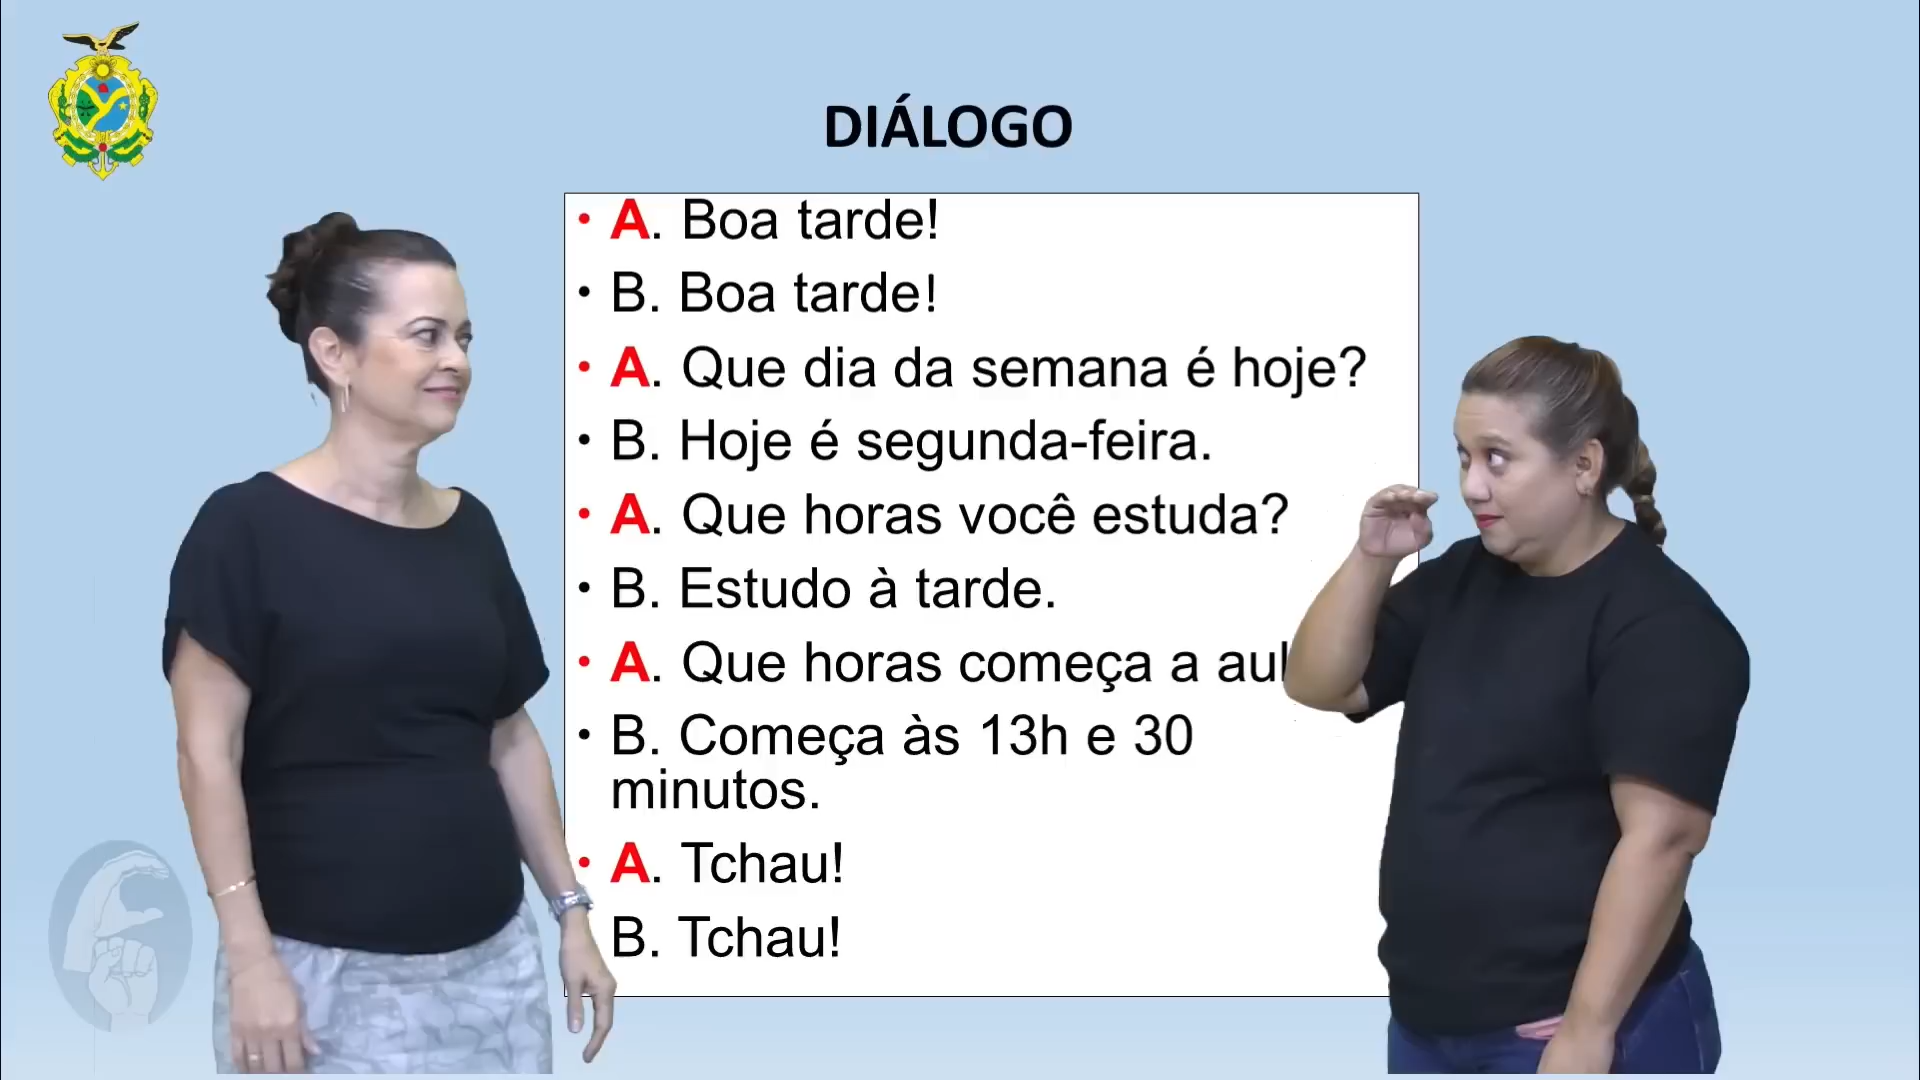 DIÁLOGO
• A. Boa tarde!
• B. Boa tarde!
• A. Que dia da semana é hoje?
• B. Hoje é segunda-feira.
• A. Que horas você estuda?
• B. Estudo à tarde.
• A. Que horas começa a
• B. Começa às 13h e 30
minutos.
• A. Tchau!
B. Tchau!